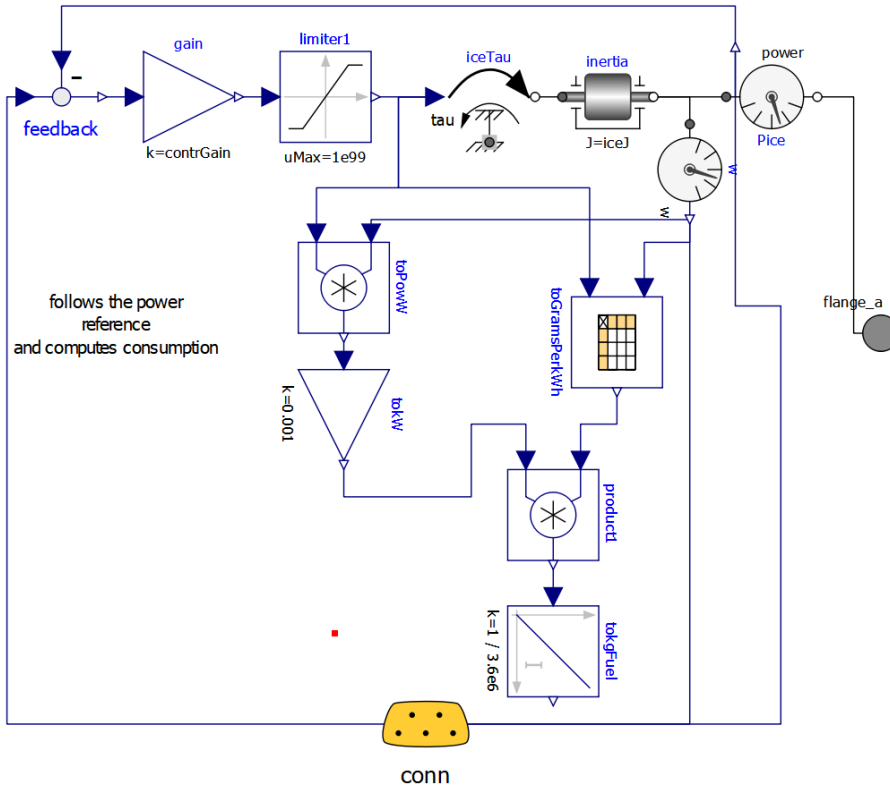 gain
limiter1
iceTau
inertia
power
-
feedback
k=contrGain
uMax=1e99
tau
J=iceJ
Pice
w
w
follows the power
reference
and computes consumption
toPowW
toGramsPerkWh
flange_a
k=0.001
tokW
product1
k=1 / 3.6e6
I
tokgFuel
conn